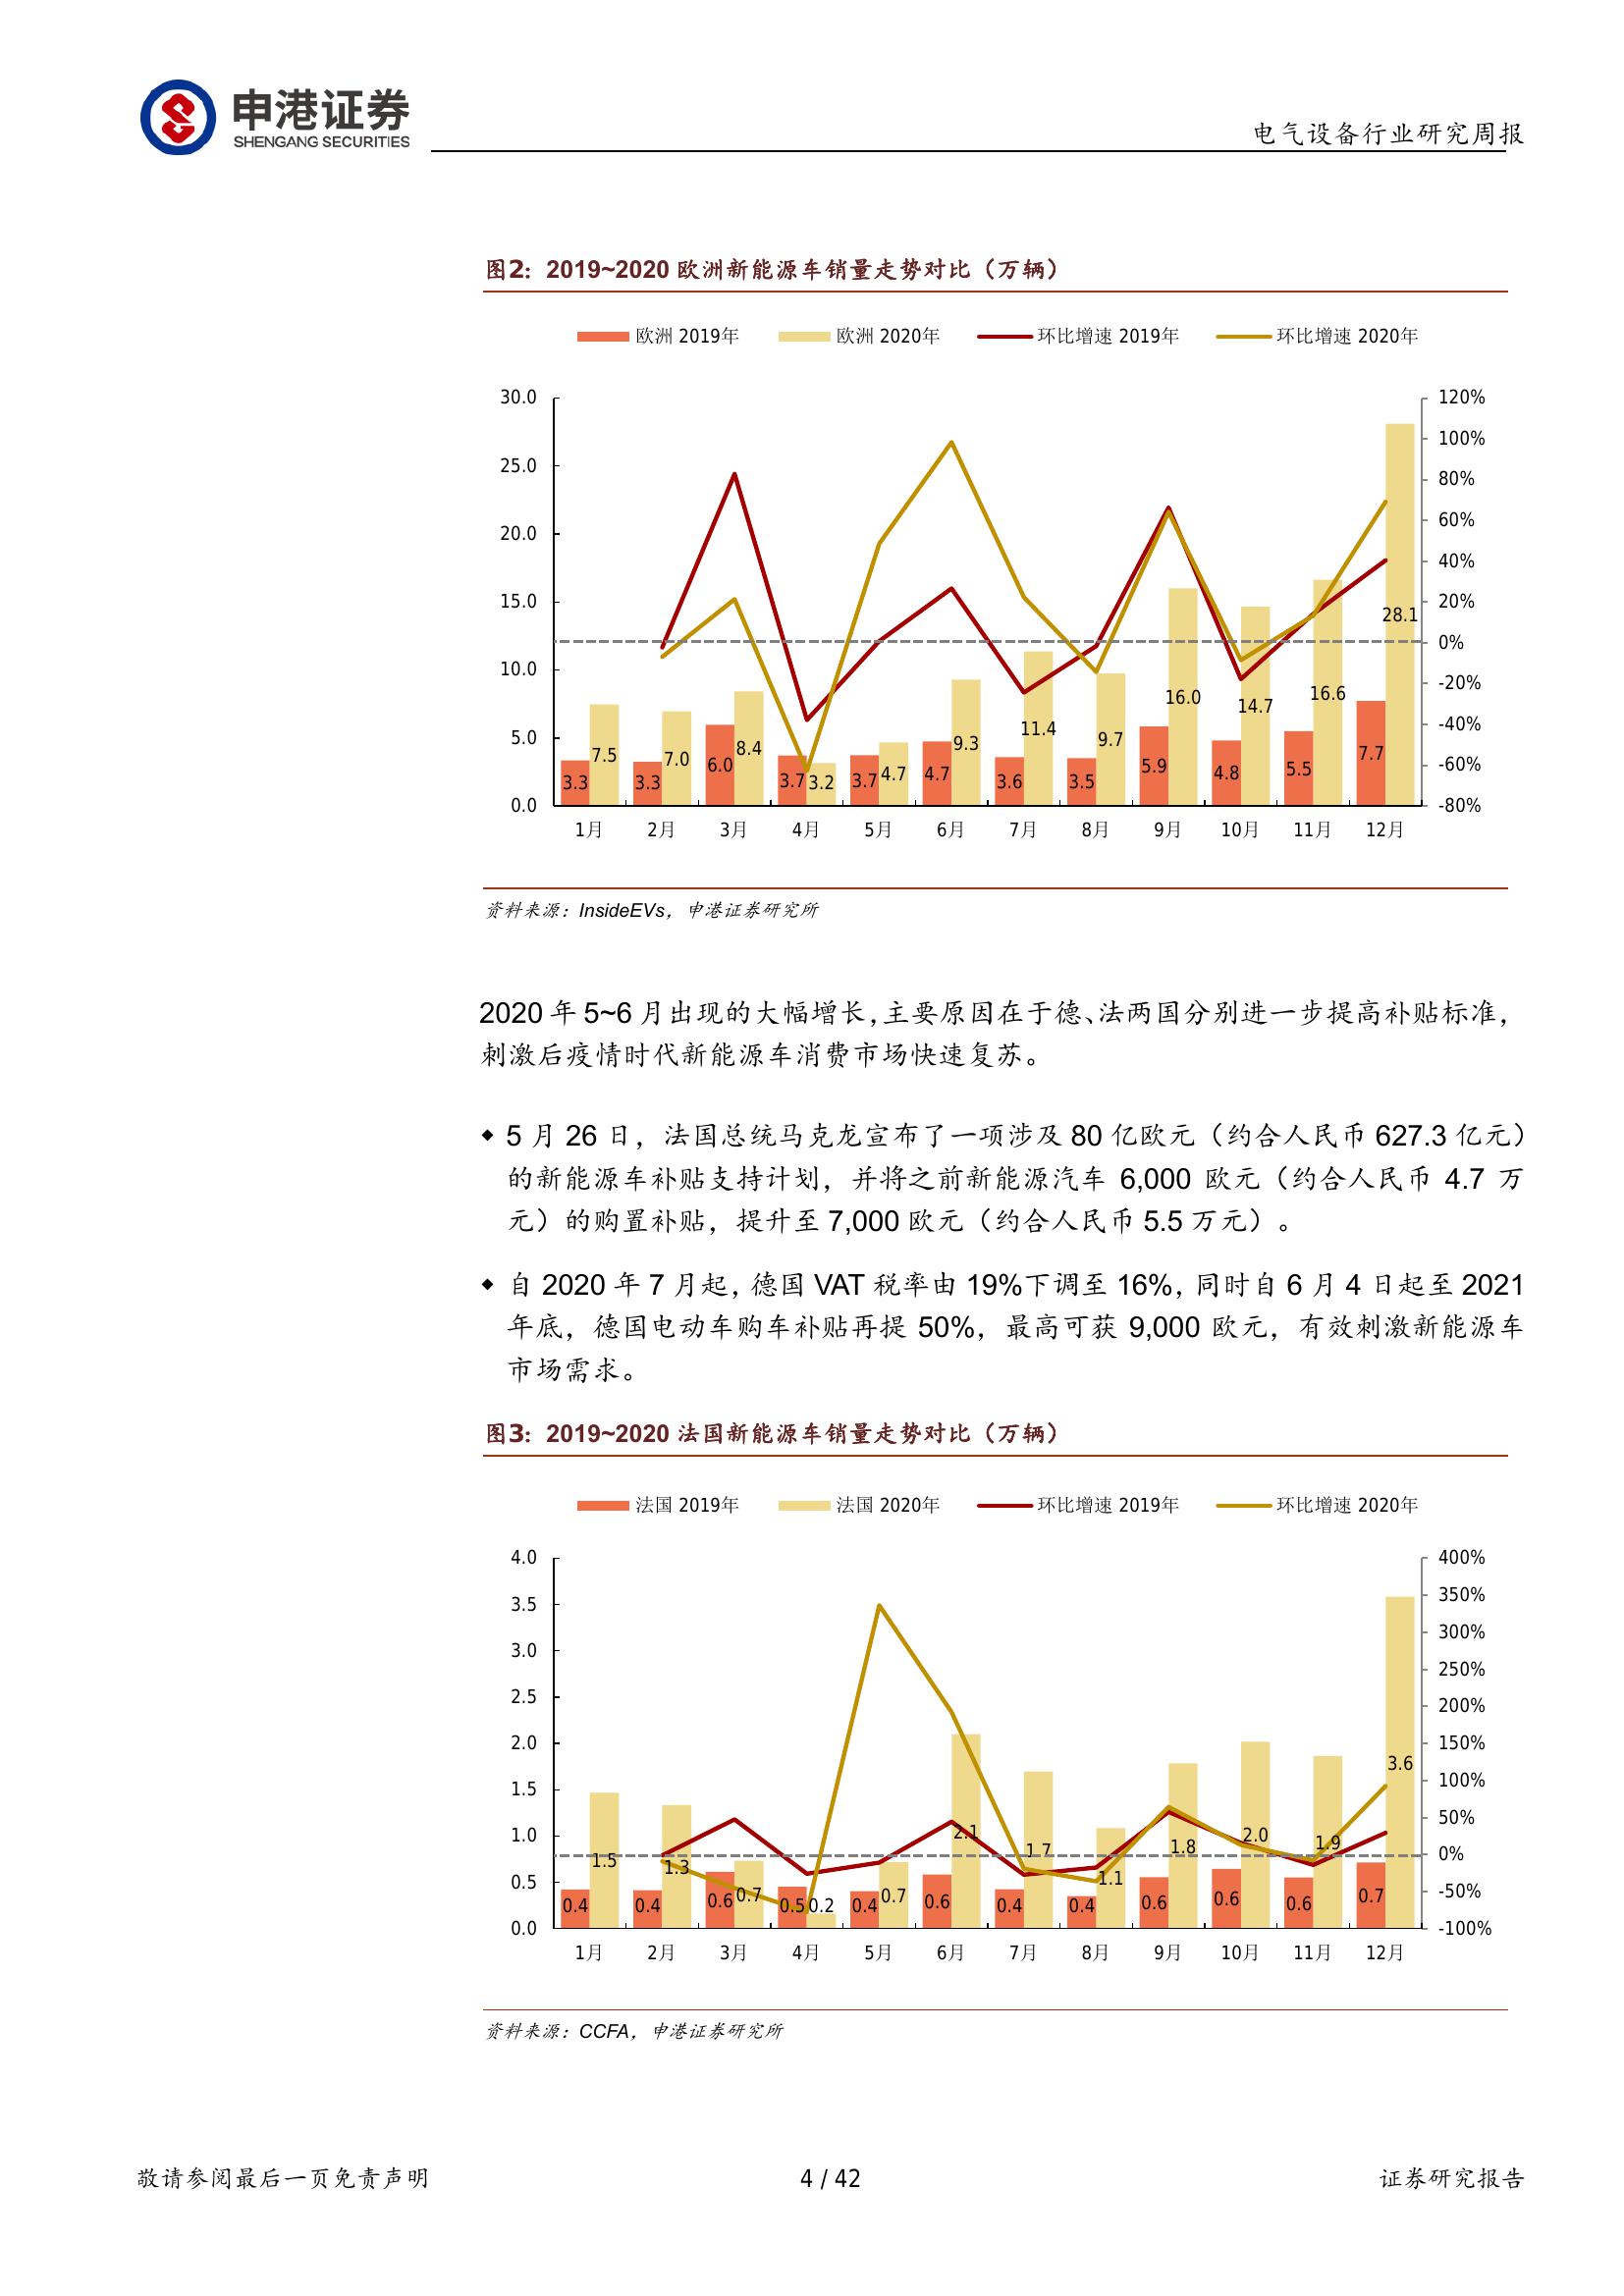 申港证券
SHENGANG SECURITIES
电气设备行业研究周报
图2：2019~2020 欧洲新能源车销量走势对比（万辆）
欧洲 2019年 欧洲 2020年 环比增速 2019年 环比增速 2020年
30.0 120%
100%
25.0
80%
20.0 60%
40%
15.0 20%
28.1
0%
10.0
-20%
16.0 14.7 16.6
-40%
5.0 7.5 7.0 8.4 9.3 11.4 9.7
-60%
3.3 3.3 6.0 3.7 3.2 3.7 4.7 4.7 3.6 3.5 5.9 4.8 5.5 7.7
0.0 -80%
1月 2月 3月 4月 5月 6月 7月 8月 9月 10月 11月 12月
资料来源：InsideEVs，申港证券研究所
2020 年 5~6 月出现的大幅增长，主要原因在于德、法两国分别进一步提高补贴标准，
刺激后疫情时代新能源车消费市场快速复苏。
◆ 5 月 26 日，法国总统马克龙宣布了一项涉及 80 亿欧元（约合人民币 627.3 亿元）
的新能源车补贴支持计划，并将之前新能源汽车 6,000 欧元（约合人民币 4.7 万
元）的购置补贴，提升至 7,000 欧元（约合人民币 5.5 万元）。
◆ 自 2020 年 7 月起，德国 VAT 税率由 19%下调至 16%，同时自 6 月 4 日起至 2021
年底，德国电动车购车补贴再提 50%，最高可获 9,000 欧元，有效刺激新能源车
市场需求。
图3：2019~2020 法国新能源车销量走势对比（万辆）
法国 2019年 法国 2020年 环比增速 2019年 环比增速 2020年
4.0 400%
350%
3.5
300%
3.0
250%
2.5
200%
2.0 150%
3.6
1.5 100%
50%
1.0 2.1 1.7 1.8 2.0 1.9
1.5 1.3 0%
1.1
0.5 -50%
0.4 0.4 0.6 0.7 0.5 0.2 0.4 0.7 0.6 0.4 0.4 0.6 0.6 0.6 0.7
0.0 -100%
1月 2月 3月 4月 5月 6月 7月 8月 9月 10月 11月 12月
资料来源：CCFA，申港证券研究所
敬请参阅最后一页免责声明 4 / 42 证券研究报告